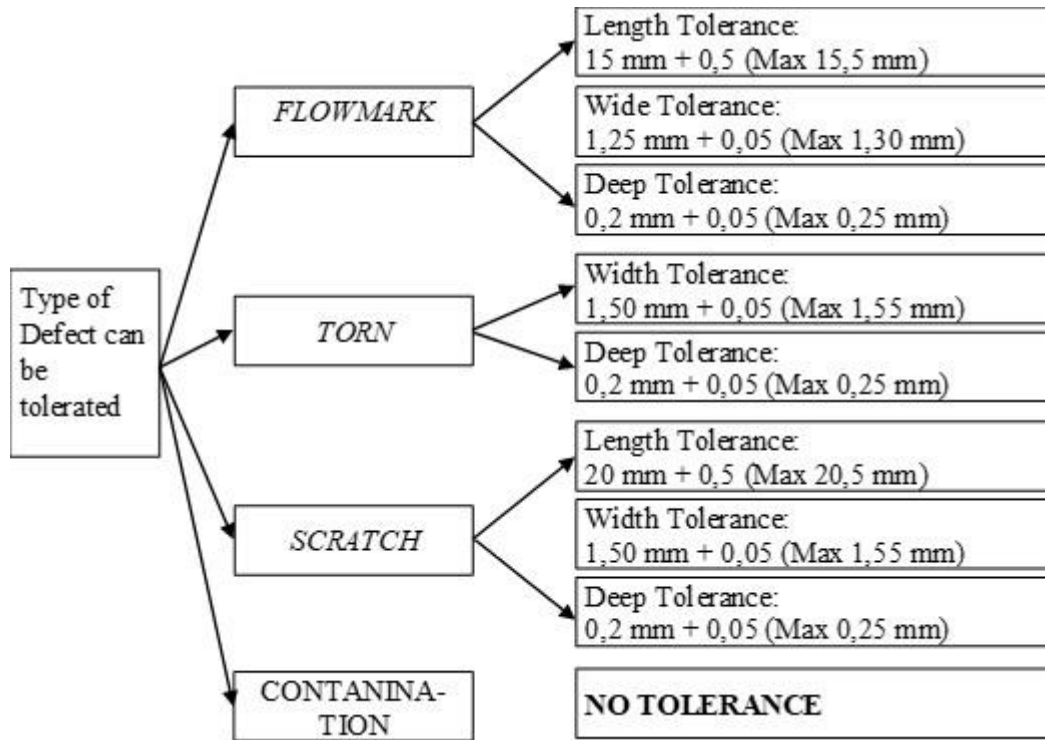 Type of
Defect can
be
tolerated
FLOWMARK
Length Tolerance:
15 mm + 0,5 (Max 15,5 mm)
Wide Tolerance:
1,25 mm + 0,05 (Max 1,30 mm)
Deep Tolerance:
0,2 mm + 0,05 (Max 0,25 mm)
TORN
Width Tolerance:
1,50 mm + 0,05 (Max 1,55 mm)
Deep Tolerance:
0,2 mm + 0,05 (Max 0,25 mm)
SCRATCH
Length Tolerance:
20 mm + 0,5 (Max 20,5 mm)
Width Tolerance:
1,50 mm + 0,05 (Max 1,55 mm)
Deep Tolerance:
0,2 mm + 0,05 (Max 0,25 mm)
CONTANINA-
TION
NO TOLERANCE